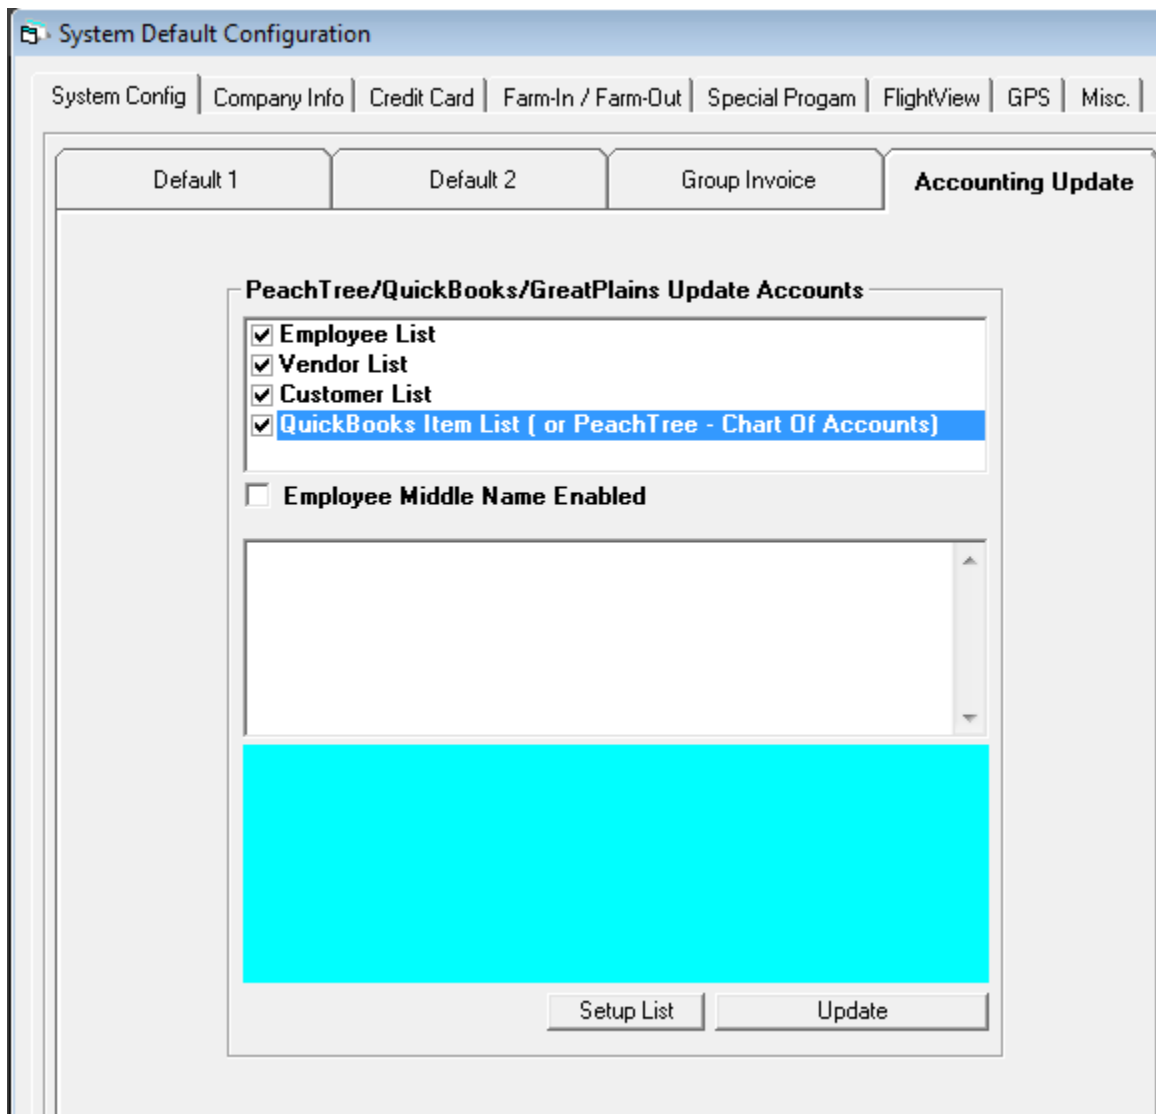 System Default Configuration
System Config Company Info Credit Card Farm-In / Farm-Out Special Progam FlightView GPS Misc.
Default 1 Default 2 Group Invoice Accounting Update
PeachTree/QuickBooks/GreatPlains Update Accounts
Employee List
Vendor List
Customer List
QuickBooks Item List ( or PeachTree - Chart Of Accounts)
Employee Middle Name Enabled
Setup List Update